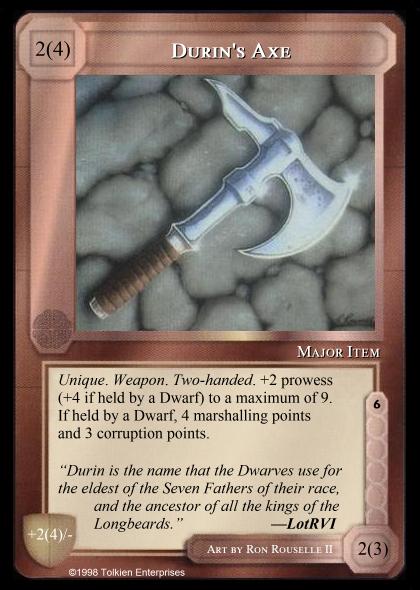 2(4)
Durin's Axe
Major Item
Unique. Weapon. Two-handed. +2 prowess
(+4 if held by a Dwarf) to a maximum of 9.
If held by a Dwarf, 4 marshalling points
and 3 corruption points.
6
“Durin is the name that the Dwarves use for
the eldest of the Seven Fathers of their race,
and the ancestor of all the kings of the
Longbeards.” —LotRVI
+2(4)/-
Art by Ron Rouselle II
2(3)
©1998 Tolkien Enterprises